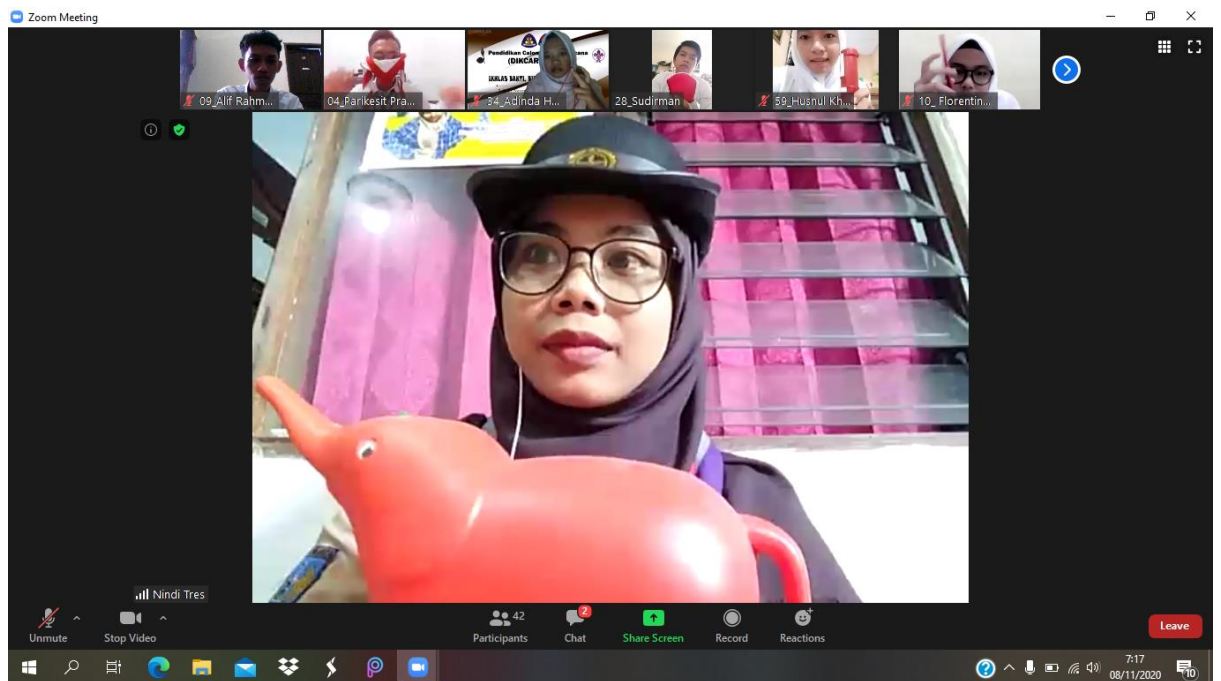 Zoom Meeting
09_Alif Rahm...
04_Parikesit Pra...
34_Adinda H...
28_Sudirman
59_Husnul Kh...
10_ Florentin...
Pendidikan
(DIKCAR
Nindi Tres
Unmute
Stop Video
42
Participants
2
Chat
Share Screen
Record
Reactions
Leave
7:17
08/11/2020
10